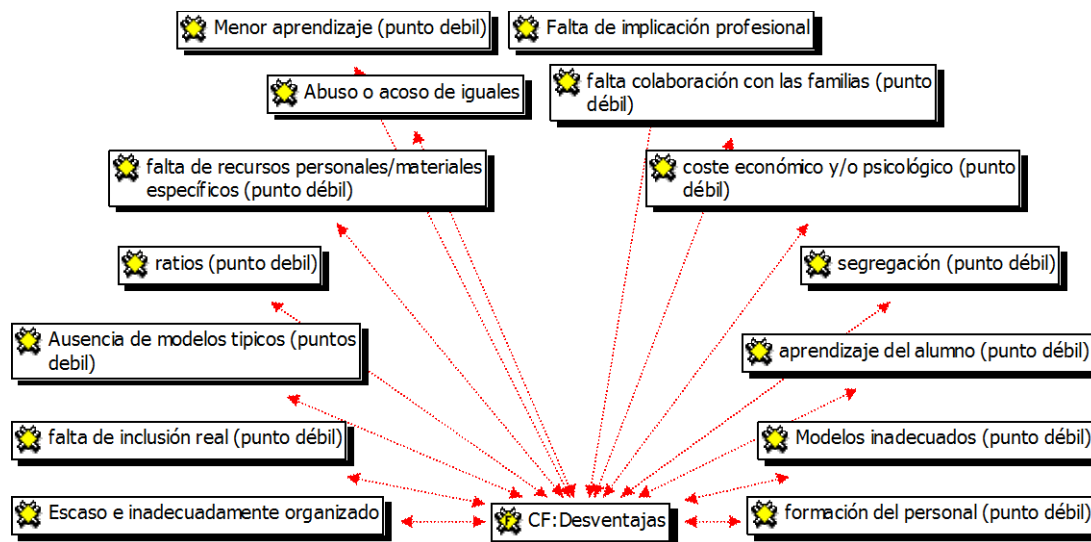 Menor aprendizaje (punto debil)
Falta de implicación profesional
Abuso o acoso de iguales
falta colaboración con las familias (punto
débil)
falta de recursos personales/materiales
específicos (punto débil)
coste económico y/o psicológico (punto
débil)
ratios (punto debil)
segregación (punto débil)
Ausencia de modelos tipicos (puntos
debil)
aprendizaje del alumno (punto débil)
falta de inclusión real (punto débil)
Modelos inadecuados (punto débil)
Escaso e inadecuadamente organizado
F CF:Desventajas
formación del personal (punto débil)